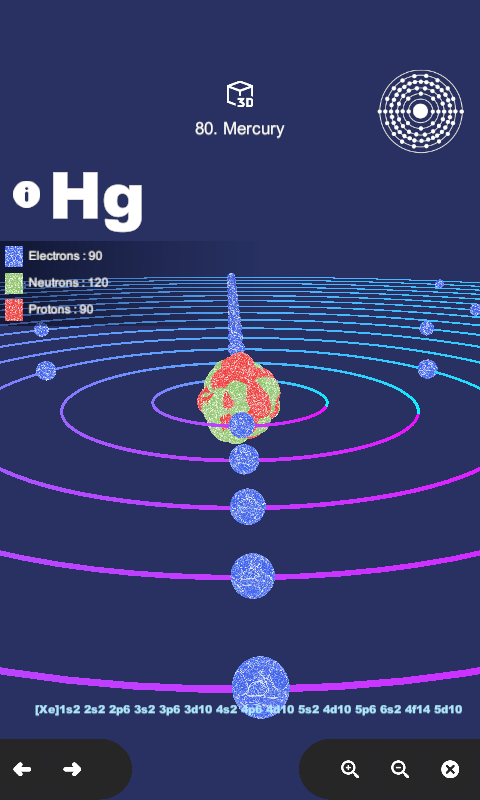 3D
80. Mercury
i Hg
Electrons : 90
Neutrons : 120
Protons : 90
[Xe]1s2 2s2 2p6 3s2 3p6 3d10 4s2 4p6 4d10 5s2 4d10 5p6 6s2 4f14 5d10